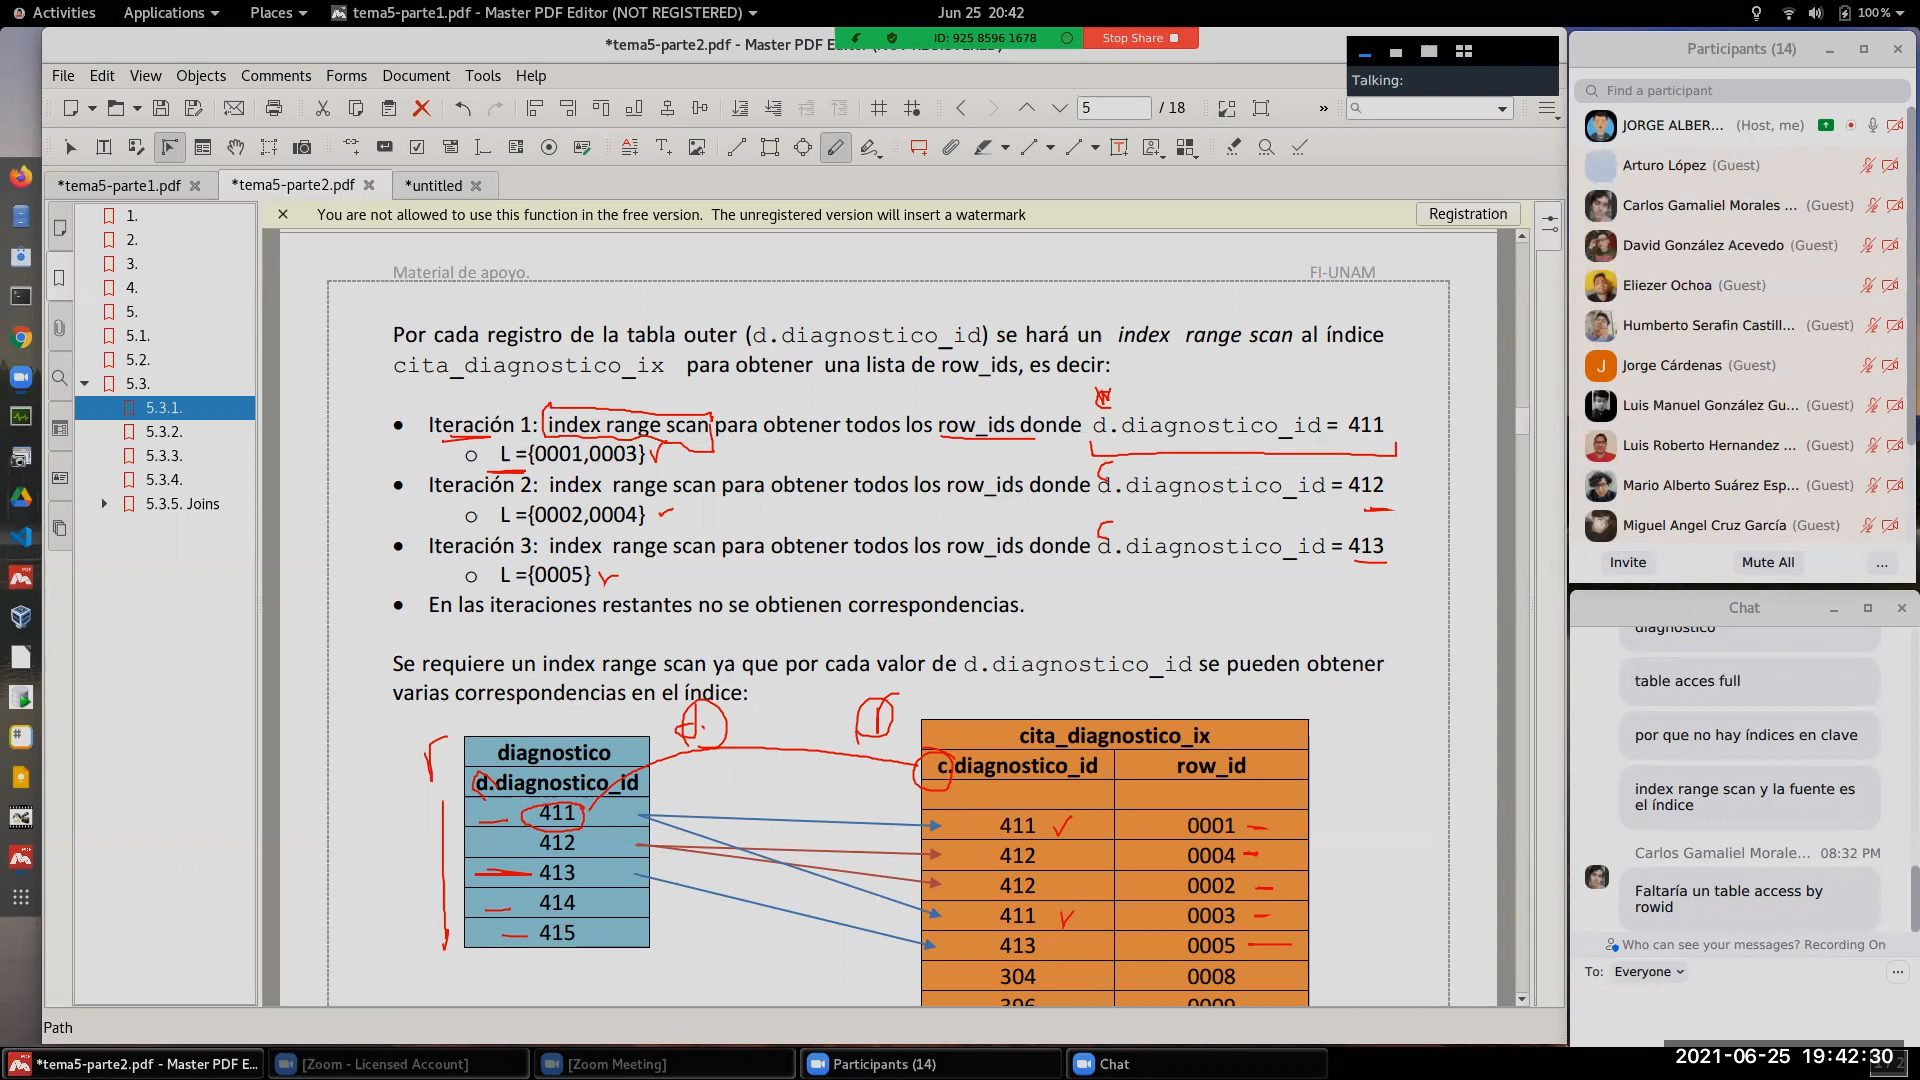 Activities
Applications
Places
tema5-parte1.pdf - Master PDF Editor (NOT REGISTERED)
Jun 25 20:42
100%
*tema5-parte2.pdf - Master PDF
ID: 925 8596 1678
Stop Share
File Edit View Objects Comments Forms Document Tools Help
Talking:
5 / 18
*tema5-parte1.pdf
*tema5-parte2.pdf
*untitled
You are not allowed to use this function in the free version. The unregistered version will insert a watermark
Registration
1.
2.
3.
4.
5.
5.1.
5.2.
5.3.
5.3.1.
5.3.2.
5.3.3.
5.3.4.
5.3.5. Joins
Material de apoyo. FI-UNAM
Por cada registro de la tabla outer (d.diagnostico_id) se hará un index range scan al índice
cita_diagnostico_ix para obtener una lista de row_ids, es decir:
• Iteración 1: index range scan para obtener todos los row_ids donde d.diagnostico_id = 411
o L ={0001,0003}
• Iteración 2: index range scan para obtener todos los row_ids donde d.diagnostico_id = 412
o L ={0002,0004}
• Iteración 3: index range scan para obtener todos los row_ids donde d.diagnostico_id = 413
o L ={0005}
• En las iteraciones restantes no se obtienen correspondencias.
Se requiere un index range scan ya que por cada valor de d.diagnostico_id se pueden obtener
varias correspondencias en el índice:
d.
diagnostico
d.diagnostico_id
411
412
413
414
415
cita_diagnostico_ix
c.diagnostico_id row_id
411 0001
412 0004
412 0002
411 0003
413 0005
304 0008
Path
Participants (14)
Find a participant
JORGE ALBER... (Host, me)
Arturo López (Guest)
Carlos Gamaliel Morales ... (Guest)
David González Acevedo (Guest)
Eliezer Ochoa (Guest)
Humberto Serafin Castill... (Guest)
J
Jorge Cárdenas (Guest)
Luis Manuel González Gu... (Guest)
Luis Roberto Hernandez ... (Guest)
Mario Alberto Suárez Esp... (Guest)
Miguel Angel Cruz García (Guest)
Invite Mute All ...
Chat
diagnostico
table acces full
por que no hay índices en clave
index range scan y la fuente es
el índice
Carlos Gamaliel Morale... 08:32 PM
Faltaría un table access by
rowid
Who can see your messages? Recording On
To: Everyone
*tema5-parte2.pdf - Master PDF E...
[Zoom - Licensed Account]
[Zoom Meeting]
Participants (14)
Chat
2021-06-25 19:42:30